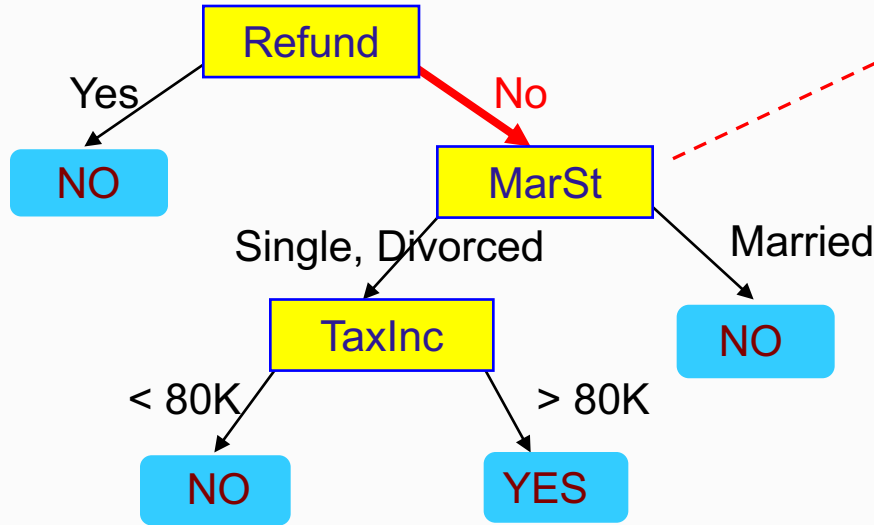 Refund
Yes
No
NO
MarSt
Single, Divorced
Married
TaxInc
NO
< 80K
> 80K
NO
YES